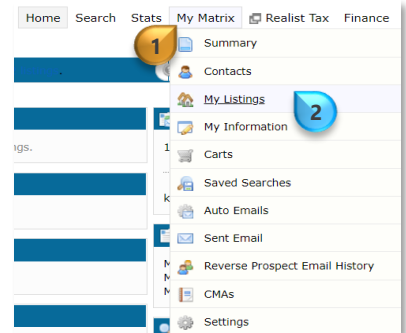 Home Search Stats My Matrix Realist Tax Finance
1
Summary
Contacts
My Listings
2
My Information
ngs.
1
Carts
Saved Searches
k
Auto Emails
Sent Email
M
Reverse Prospect Email History
M
M
CMAs
Settings